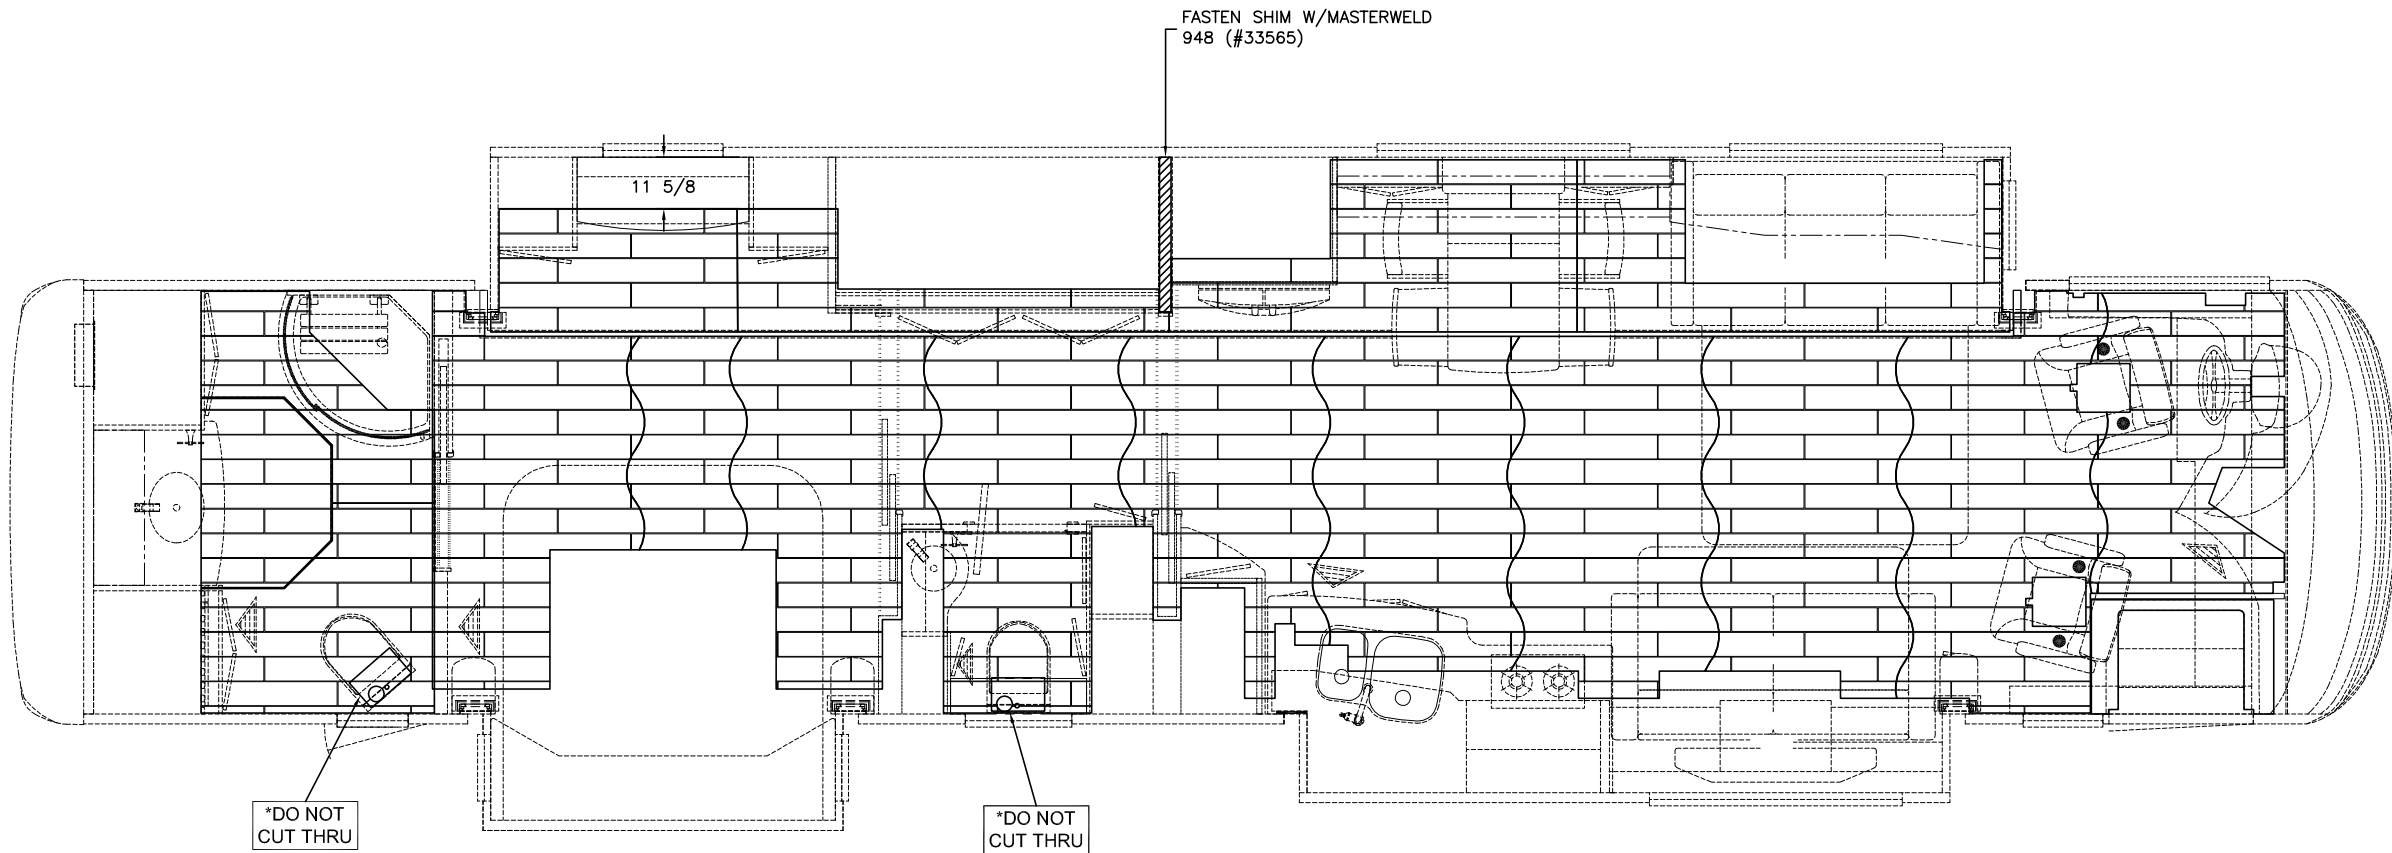 FASTEN SHIM W/MASTERWELD
948 (#33565)
11 5/8
*DO NOT
CUT THRU
*DO NOT
CUT THRU